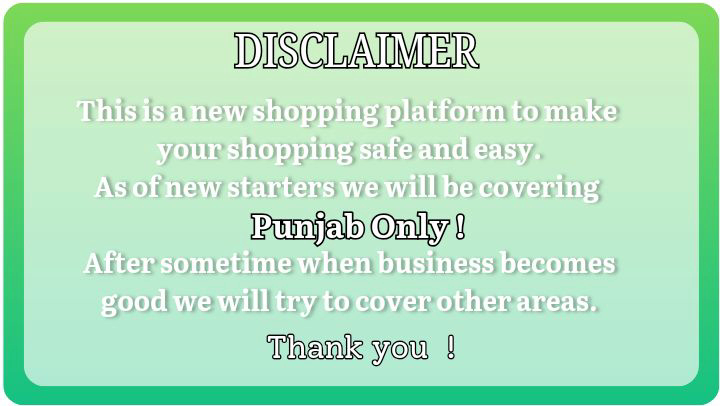 DISCLAIMER
This is a new shopping platform to make
your shopping safe and easy.
As of new starters we will be covering
Punjab Only !
After sometime when business becomes
good we will try to cover other areas.
Thank you !